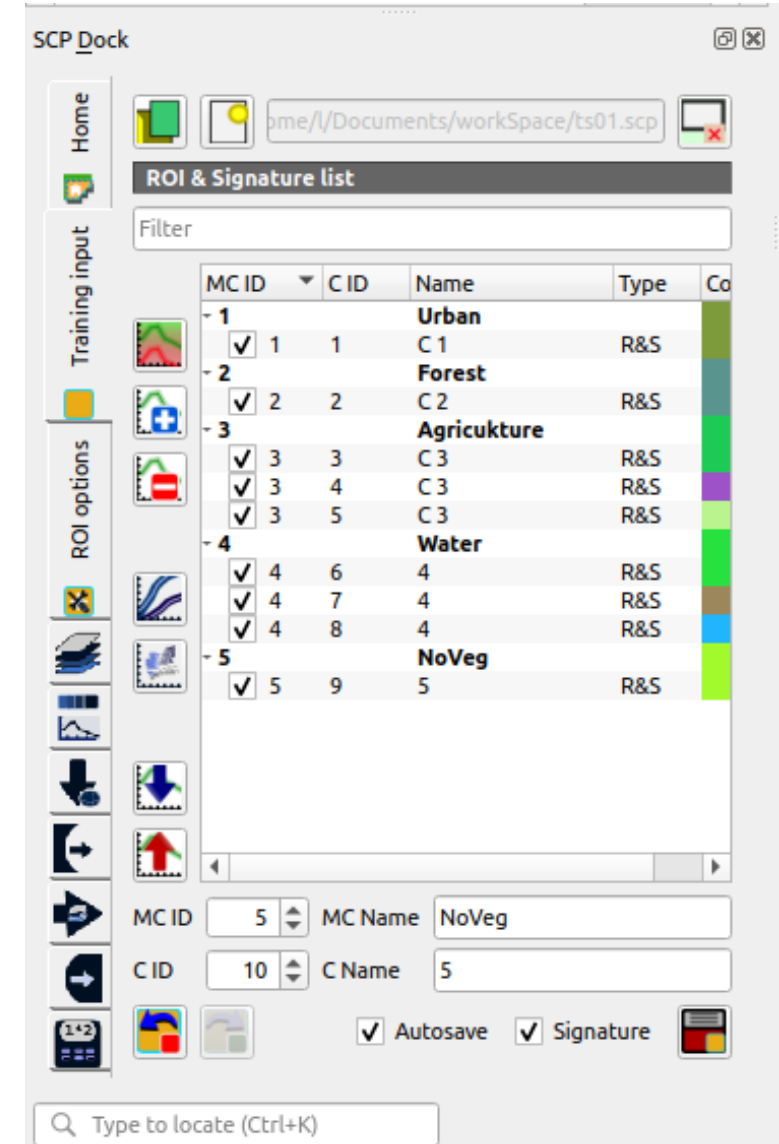 SCP Dock
Home
Training input
ROI options
ome/l/Documents/workSpace/ts01.scp
ROI & Signature list
Filter
MC ID C ID Name Type Co
1 Urban
1 1 C 1 R&S
2 Forest
2 2 C 2 R&S
3 Agricukture
3 3 C 3 R&S
3 4 C 3 R&S
3 5 C 3 R&S
4 Water
4 6 4 R&S
4 7 4 R&S
4 8 4 R&S
5 NoVeg
5 9 5 R&S
MC ID 5 MC Name NoVeg
C ID 10 C Name 5
Autosave Signature
Type to locate (Ctrl+K)